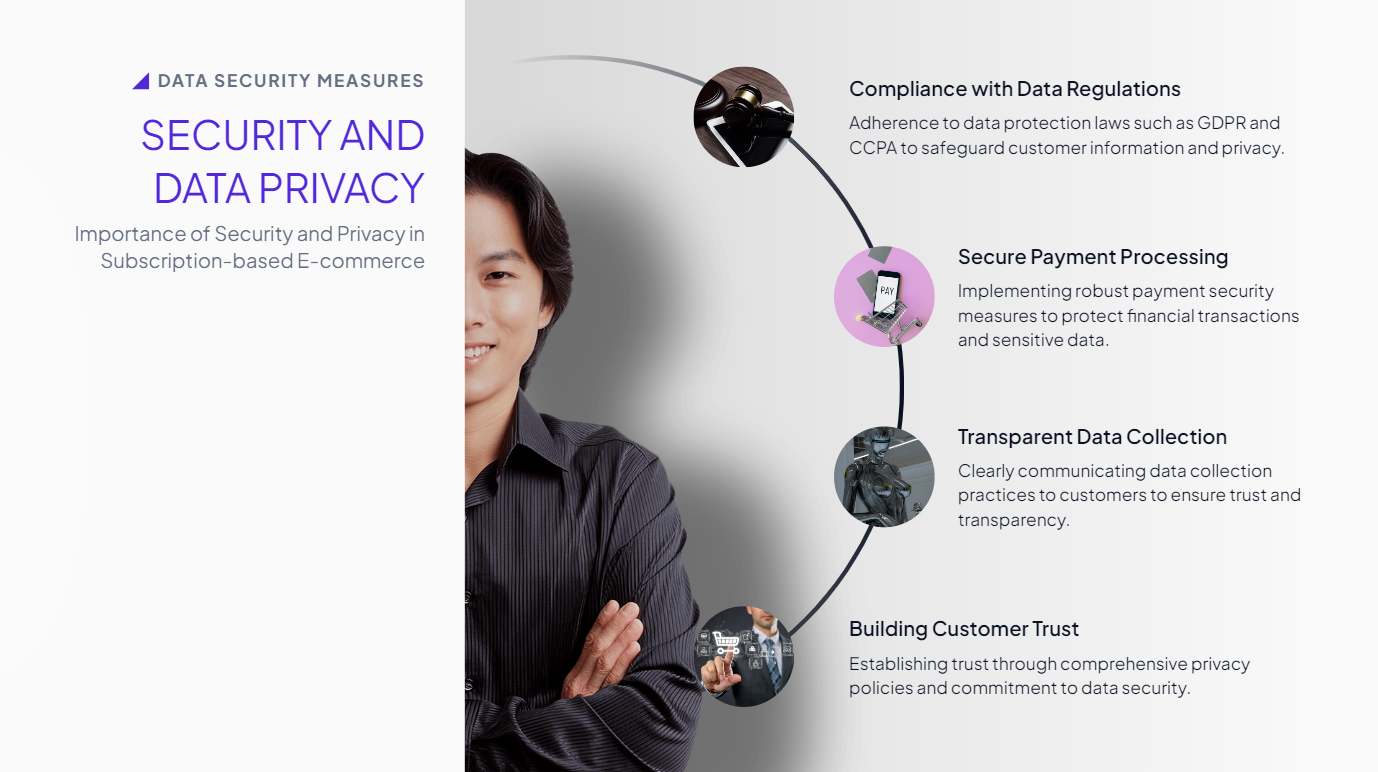 DATA SECURITY MEASURES
SECURITY AND
DATA PRIVACY
Importance of Security and Privacy in
Subscription-based E-commerce
Compliance with Data Regulations
Adherence to data protection laws such as GDPR and
CCPA to safeguard customer information and privacy.
Secure Payment Processing
Implementing robust payment security
measures to protect financial transactions
and sensitive data.
PAY
Transparent Data Collection
Clearly communicating data collection
practices to customers to ensure trust and
transparency.
Building Customer Trust
Establishing trust through comprehensive privacy
policies and commitment to data security.